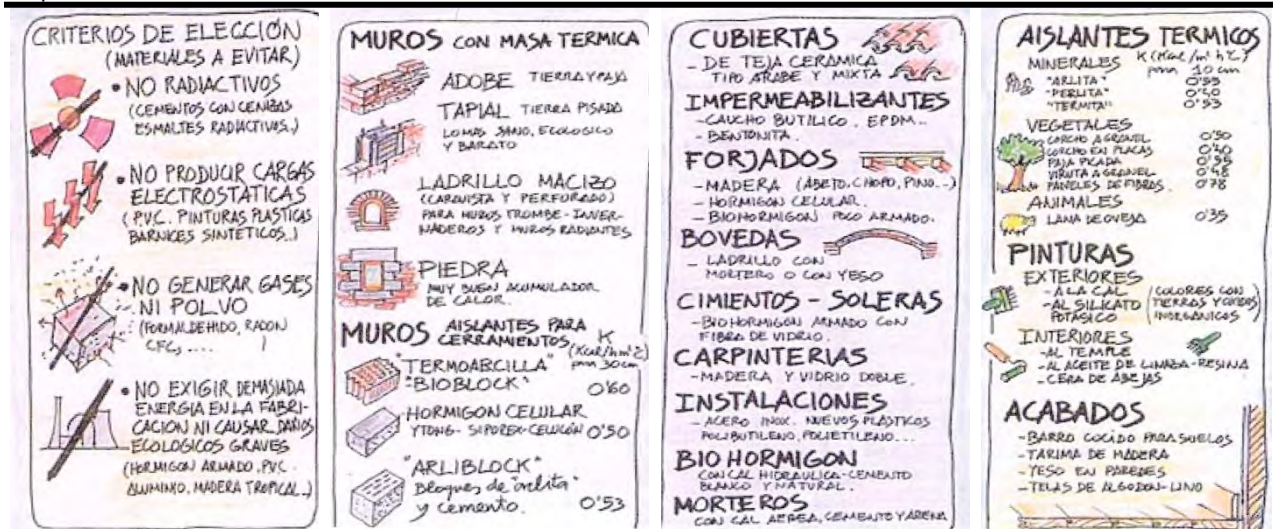 CRITERIOS DE ELECCIÓN
(MATERIALES A EVITAR)
• NO RADIACTIVOS
(CEMENTOS CON CENIZAS
ESMALTES RADIACTIVOS..)
• NO PRODUCIR CARGAS
ELECTROSTÁTICAS
(PVC. PINTURAS PLASTICAS
BARNICES SINTETICOS..)
• NO GENERAR GASES
NI POLVO
(FORMALDEHIDO, RADON
CFC, .... )
• NO EXIGIR DEMASIADA
ENERGIA EN LA FABRI-
CACION NI CAUSAR DAÑOS
ECOLOGICOS GRAVES
(HORMIGON ARMADO, PVC.
ALUMINIO, MADERA TROPICAL..)
MUROS CON MASA TERMICA
ADOBE TIERRA Y PAJA
TAPIAL TIERRA PISADA
LO MAS SANO, ECOLOGICO
Y BARATO
LADRILLO MACIZO
(CARAVISTA Y PERFORADO)
PARA MUROS TROMBE-INVER-
NADEROS Y MUROS RADIANTES
PIEDRA
MUY BUEN ACUMULADOR
DE CALOR.
MUROS AISLANTES PARA
CERRAMIENTOS, K
(Kcal/hm²℃)
para 30cm
"TERMOARCILLA"
"BIOBLOCK" 0'60
HORMIGON CELULAR
YTONG- SIPOREX-CELUCÓN 0'50
"ARLIBLOCK"
Bloques de "arlita"
y cemento. 0'53
CUBIERTAS
- DE TEJA CERAMICA
TIPO ARABE Y MIXTA
IMPERMEABILIZANTES
-CAUCHO BUTILICO. EPDM..
-BENTONITA.
FORJADOS
-MADERA (ABETO, CHOPO, PINO...)
-HORMIGON CELULAR.
-BIOHORMIGON POCO ARMADO.
BOVEDAS
- LADRILLO CON
MORTERO O CON YESO
CIMIENTOS - SOLERAS
-BIOHORMIGON ARMADO CON
FIBRA DE VIDRIO.
CARPINTERIAS
-MADERA Y VIDRIO DOBLE.
INSTALACIONES
- ACERO INOX. NUEVOS PLASTICOS
POLIBUTILENO, POLIETILENO...
BIO HORMIGON
CON CAL HIDRAULICA-CEMENTO
BLANCO Y NATURAL.
MORTEROS
CON CAL AEREA, CEMENTO Y ARENA
AISLANTES TERMICOS
MINERALES K (Kcal/m² h ℃)
para 10 cm
"ARLITA"
"PERLITA" 0'40
"TERMITA" 0'53
VEGETALES
CORCHO A GRANEL
CORCHO EN PLACAS 0'40
PAJA PICADA
VIRUTA A GRANEL 0'48
PANELES DE FIBRAS. 0'78
ANIMALES
LANA DE OVEJA 0'35
PINTURAS
EXTERIORES
-A LA CAL (COLORES CON
-AL SILICATO TIERRAS Y OXIDOS
POTÁSICO INORGANICOS)
INTERIORES
-AL TEMPLE
-AL ACEITE DE LINAZA-RESINA
-CERA DE ABEJAS
ACABADOS
-BARRO COCIDO PARA SUELOS
-TARIMA DE MADERA
-YESO EN PAREDES
-TELAS DE ALGODON-LINO